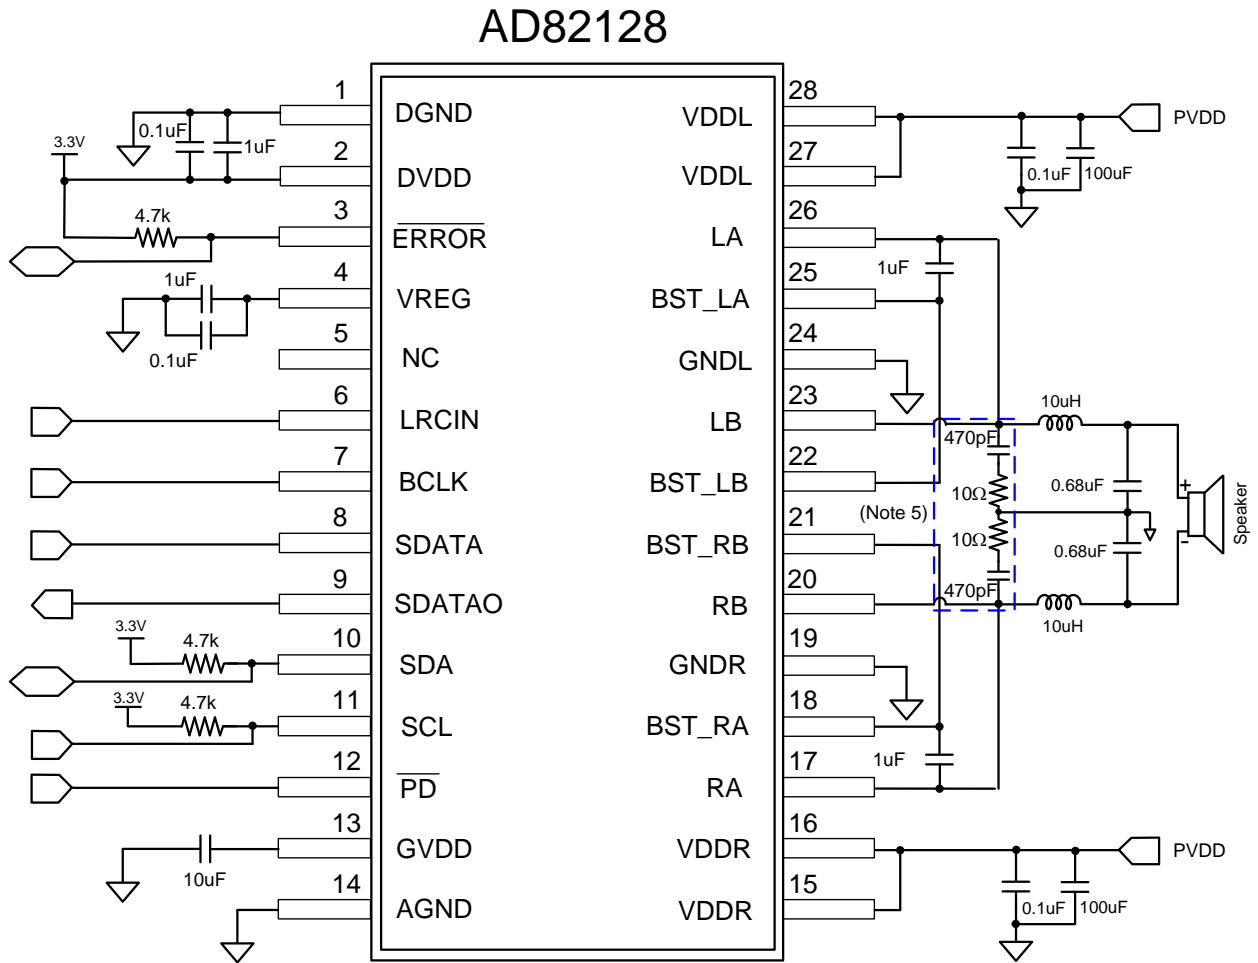 AD82128
1 DGND
2 DVDD
3 ERROR
4 VREG
5 NC
6 LRCIN
7 BCLK
8 SDATA
9 SDATAO
10 SDA
11 SCL
12 PD
13 GVDD
14 AGND
28 VDDL
27 VDDL
26 LA
25 BST_LA
24 GNDL
23 LB
22 BST_LB
21 BST_RB
20 RB
19 GNDR
18 BST_RA
17 RA
16 VDDR
15 VDDR
0.1uF
1uF
3.3V
4.7k
1uF
0.1uF
3.3V
4.7k
3.3V
4.7k
10uF
PVDD
0.1uF
100uF
1uF
10uH
470pF
10Ω
0.68uF
(Note 5)
+
Speaker
10Ω
0.68uF
-
470pF
10uH
1uF
PVDD
0.1uF
100uF